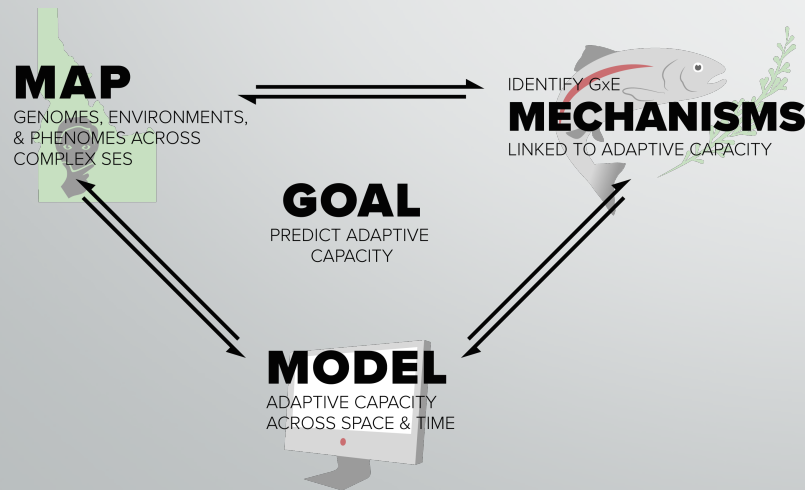 MAP
GENOMES, ENVIRONMENTS,
& PHENOMES ACROSS
COMPLEX SES
IDENTIFY GxE
MECHANISMS
LINKED TO ADAPTIVE CAPACITY
GOAL
PREDICT ADAPTIVE
CAPACITY
MODEL
ADAPTIVE CAPACITY
ACROSS SPACE & TIME